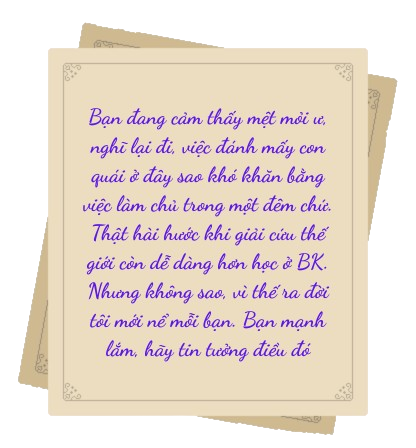 Bạn đang cảm thấy mệt mỏi ư,
nghĩ lại đi, việc đánh mấy con
quái ở đây sao khó khăn bằng
việc làm chủ trong một đêm chứ.
Thật hài hước khi giải cứu thế
giới còn dễ dàng hơn học ở BK.
Nhưng không sao, vì thế ra đời
tôi mới nể mỗi bạn. Bạn mạnh
lắm, hãy tin tưởng điều đó